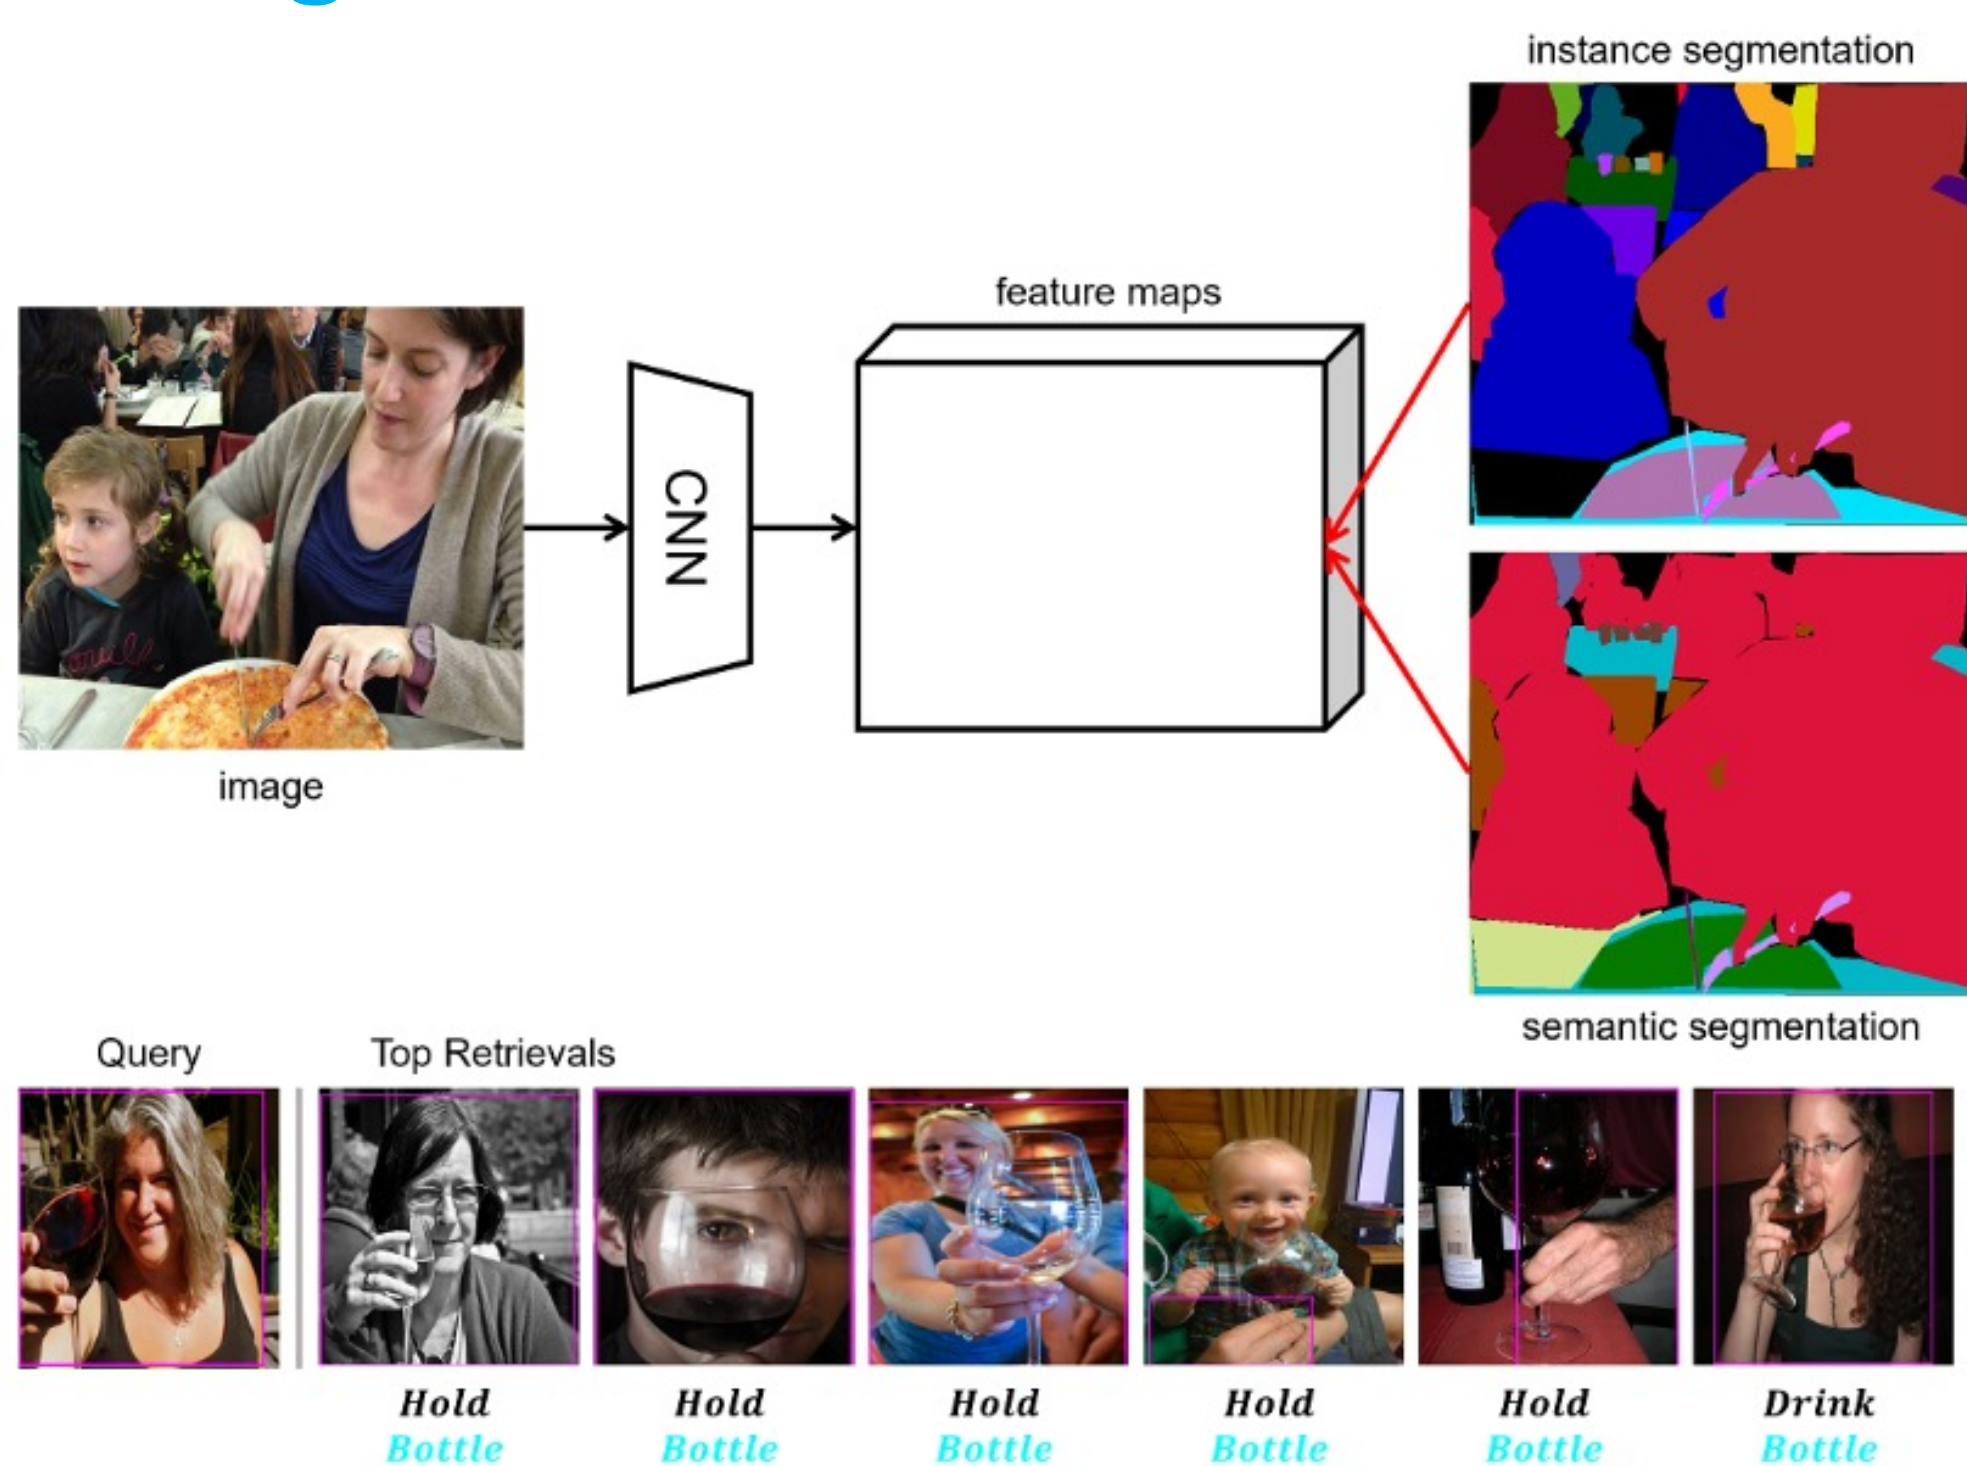 instance segmentation
feature maps
CNN
image
semantic segmentation
Query
Top Retrievals
Hold Hold Hold Hold Hold Drink
Bottle Bottle Bottle Bottle Bottle Bottle